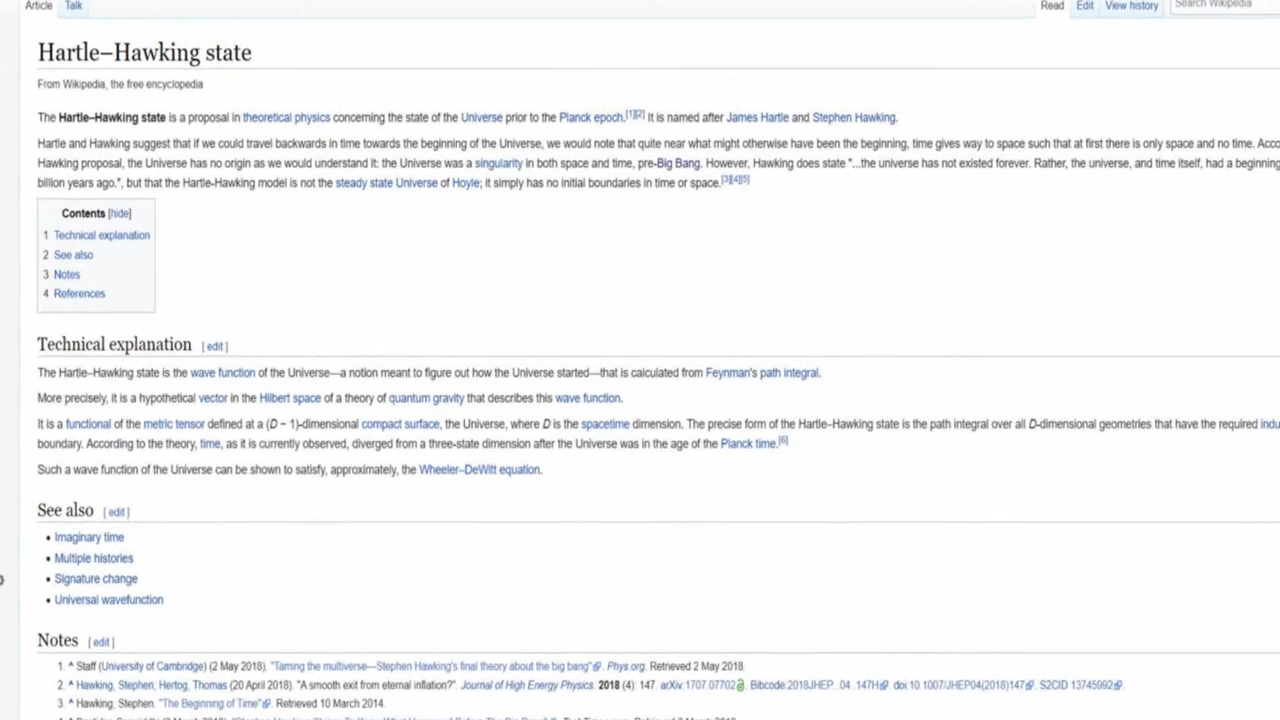 Article Talk Read Edit View history Search Wikipedia
Hartle–Hawking state
From Wikipedia, the free encyclopedia
The Hartle–Hawking state is a proposal in theoretical physics concerning the state of the Universe prior to the Planck epoch.[1][2] It is named after James Hartle and Stephen Hawking.
Hartle and Hawking suggest that if we could travel backwards in time towards the beginning of the Universe, we would note that quite near what might otherwise have been the beginning, time gives way to space such that at first there is only space and no time. Acco
Hawking proposal, the Universe has no origin as we would understand it: the Universe was a singularity in both space and time, pre-Big Bang. However, Hawking does state "...the universe has not existed forever. Rather, the universe, and time itself, had a beginning
billion years ago.", but that the Hartle-Hawking model is not the steady state Universe of Hoyle; it simply has no initial boundaries in time or space.[3][4][5]
Contents [hide]
1 Technical explanation
2 See also
3 Notes
4 References
Technical explanation [ edit ]
The Hartle–Hawking state is the wave function of the Universe—a notion meant to figure out how the Universe started—that is calculated from Feynman's path integral.
More precisely, it is a hypothetical vector in the Hilbert space of a theory of quantum gravity that describes this wave function.
It is a functional of the metric tensor defined at a (D − 1)-dimensional compact surface, the Universe, where D is the spacetime dimension. The precise form of the Hartle–Hawking state is the path integral over all D-dimensional geometries that have the required indu
boundary. According to the theory, time, as it is currently observed, diverged from a three-state dimension after the Universe was in the age of the Planck time.[6]
Such a wave function of the Universe can be shown to satisfy, approximately, the Wheeler–DeWitt equation.
See also [ edit ]
• Imaginary time
• Multiple histories
• Signature change
• Universal wavefunction
Notes [ edit ]
1. ^ Staff (University of Cambridge) (2 May 2018). "Taming the multiverse—Stephen Hawking's final theory about the big bang". Phys.org. Retrieved 2 May 2018.
2. ^ Hawking, Stephen; Hertog, Thomas (20 April 2018). "A smooth exit from eternal inflation?". Journal of High Energy Physics. 2018 (4): 147. arXiv:1707.07702. Bibcode:2018JHEP...04..147H. doi:10.1007/JHEP04(2018)147. S2CID 13745992.
3. ^ Hawking, Stephen. "The Beginning of Time". Retrieved 10 March 2014.